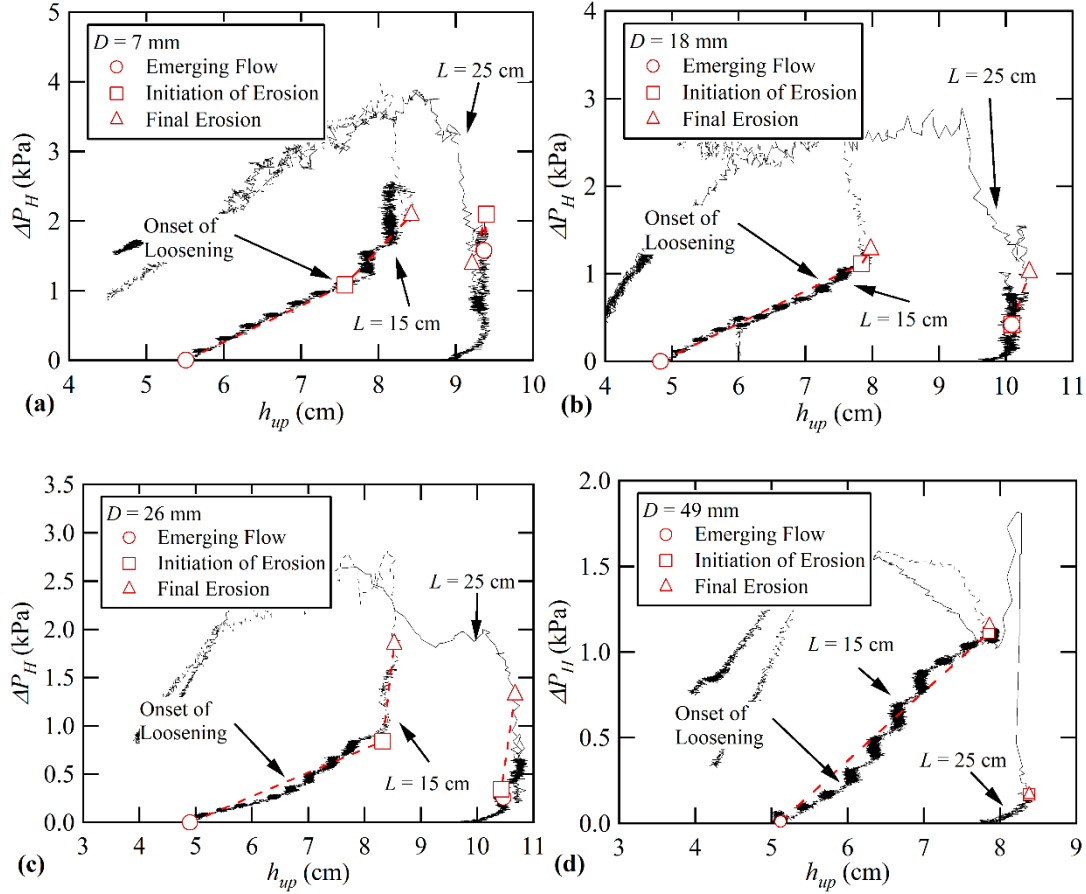 D = 7 mm
Emerging Flow
Initiation of Erosion
Final Erosion
L = 25 cm
Onset of
Loosening
L = 15 cm
5
4
3
2
1
0
ΔP_H (kPa)
4 5 6 7 8 9 10
(a)
h_up (cm)
D = 18 mm
Emerging Flow
Initiation of Erosion
Final Erosion
L = 25 cm
Onset of
Loosening
L = 15 cm
4
3
2
1
0
ΔP_H (kPa)
4 5 6 7 8 9 10 11
(b)
h_up (cm)
D = 26 mm
Emerging Flow
Initiation of Erosion
Final Erosion
L = 25 cm
Onset of
Loosening
L = 15 cm
3.5
3.0
2.5
2.0
1.5
1.0
0.5
0.0
ΔP_H (kPa)
3 4 5 6 7 8 9 10 11
(c)
h_up (cm)
D = 49 mm
Emerging Flow
Initiation of Erosion
Final Erosion
L = 15 cm
Onset of
Loosening
L = 25 cm
2.0
1.5
1.0
0.5
0.0
ΔP_H (kPa)
3 4 5 6 7 8 9
(d)
h_up (cm)